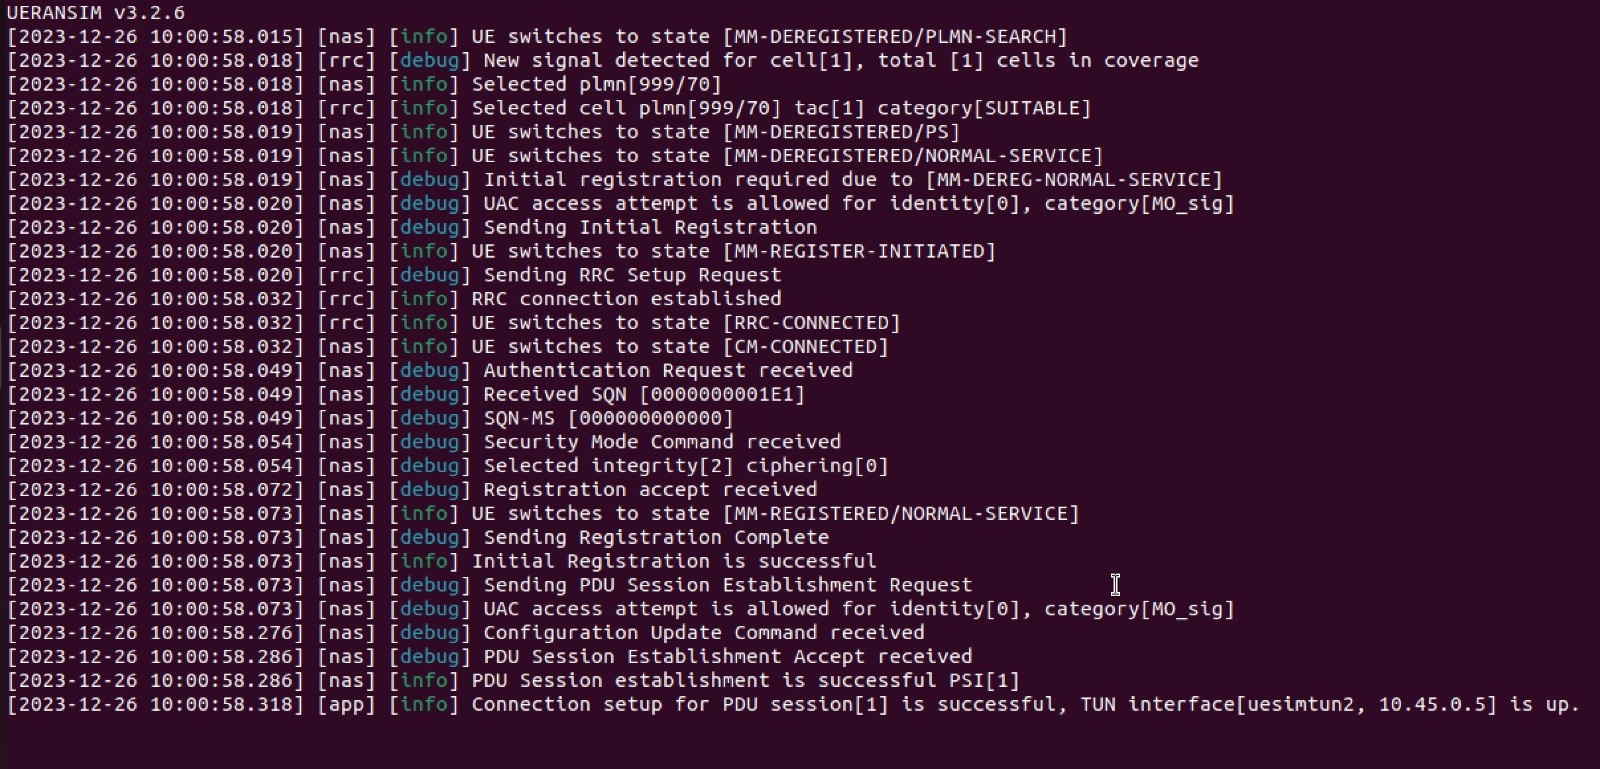 UERANSIM v3.2.6
[2023-12-26 10:00:58.015] [nas] [info] UE switches to state [MM-DEREGISTERED/PLMN-SEARCH]
[2023-12-26 10:00:58.018] [rrc] [debug] New signal detected for cell[1], total [1] cells in coverage
[2023-12-26 10:00:58.018] [nas] [info] Selected plmn[999/70]
[2023-12-26 10:00:58.018] [rrc] [info] Selected cell plmn[999/70] tac[1] category[SUITABLE]
[2023-12-26 10:00:58.019] [nas] [info] UE switches to state [MM-DEREGISTERED/PS]
[2023-12-26 10:00:58.019] [nas] [info] UE switches to state [MM-DEREGISTERED/NORMAL-SERVICE]
[2023-12-26 10:00:58.019] [nas] [debug] Initial registration required due to [MM-DEREG-NORMAL-SERVICE]
[2023-12-26 10:00:58.020] [nas] [debug] UAC access attempt is allowed for identity[0], category[MO_sig]
[2023-12-26 10:00:58.020] [nas] [debug] Sending Initial Registration
[2023-12-26 10:00:58.020] [nas] [info] UE switches to state [MM-REGISTER-INITIATED]
[2023-12-26 10:00:58.020] [rrc] [debug] Sending RRC Setup Request
[2023-12-26 10:00:58.032] [rrc] [info] RRC connection established
[2023-12-26 10:00:58.032] [rrc] [info] UE switches to state [RRC-CONNECTED]
[2023-12-26 10:00:58.032] [nas] [info] UE switches to state [CM-CONNECTED]
[2023-12-26 10:00:58.049] [nas] [debug] Authentication Request received
[2023-12-26 10:00:58.049] [nas] [debug] Received SQN [0000000001E1]
[2023-12-26 10:00:58.049] [nas] [debug] SQN-MS [000000000000]
[2023-12-26 10:00:58.054] [nas] [debug] Security Mode Command received
[2023-12-26 10:00:58.054] [nas] [debug] Selected integrity[2] ciphering[0]
[2023-12-26 10:00:58.072] [nas] [debug] Registration accept received
[2023-12-26 10:00:58.073] [nas] [info] UE switches to state [MM-REGISTERED/NORMAL-SERVICE]
[2023-12-26 10:00:58.073] [nas] [debug] Sending Registration Complete
[2023-12-26 10:00:58.073] [nas] [info] Initial Registration is successful
[2023-12-26 10:00:58.073] [nas] [debug] Sending PDU Session Establishment Request
[2023-12-26 10:00:58.073] [nas] [debug] UAC access attempt is allowed for identity[0], category[MO_sig]
[2023-12-26 10:00:58.276] [nas] [debug] Configuration Update Command received
[2023-12-26 10:00:58.286] [nas] [debug] PDU Session Establishment Accept received
[2023-12-26 10:00:58.286] [nas] [info] PDU Session establishment is successful PSI[1]
[2023-12-26 10:00:58.318] [app] [info] Connection setup for PDU session[1] is successful, TUN interface[uesimtun2, 10.45.0.5] is up.